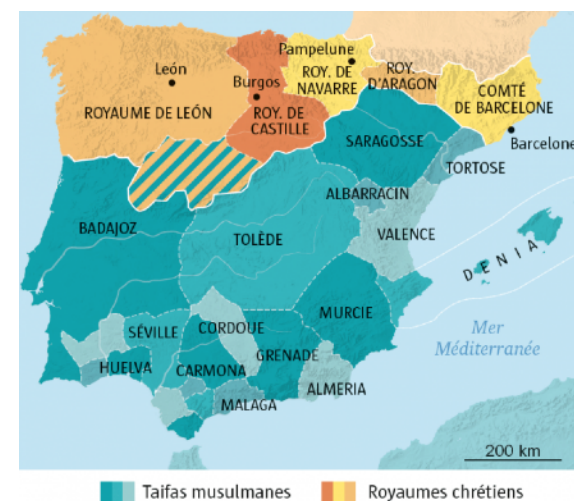 Pampelune
León
ROY. DE
NAVARRE
ROY.
D'ARAGON
Burgos
COMTÉ
DE BARCELONE
ROYAUME DE LEÓN
ROY. DE
CASTILLE
Barcelone
SARAGOSSE
TORTOSE
ALBARRACIN
BADAJOZ
TOLÈDE
VALENCE
DENIA
MURCIE
Mer
Méditerranée
SÉVILLE
CORDOUE
GRENADE
HUELVA
CARMONA
ALMERIA
MALAGA
200 km
Taifas musulmanes
Royaumes chrétiens